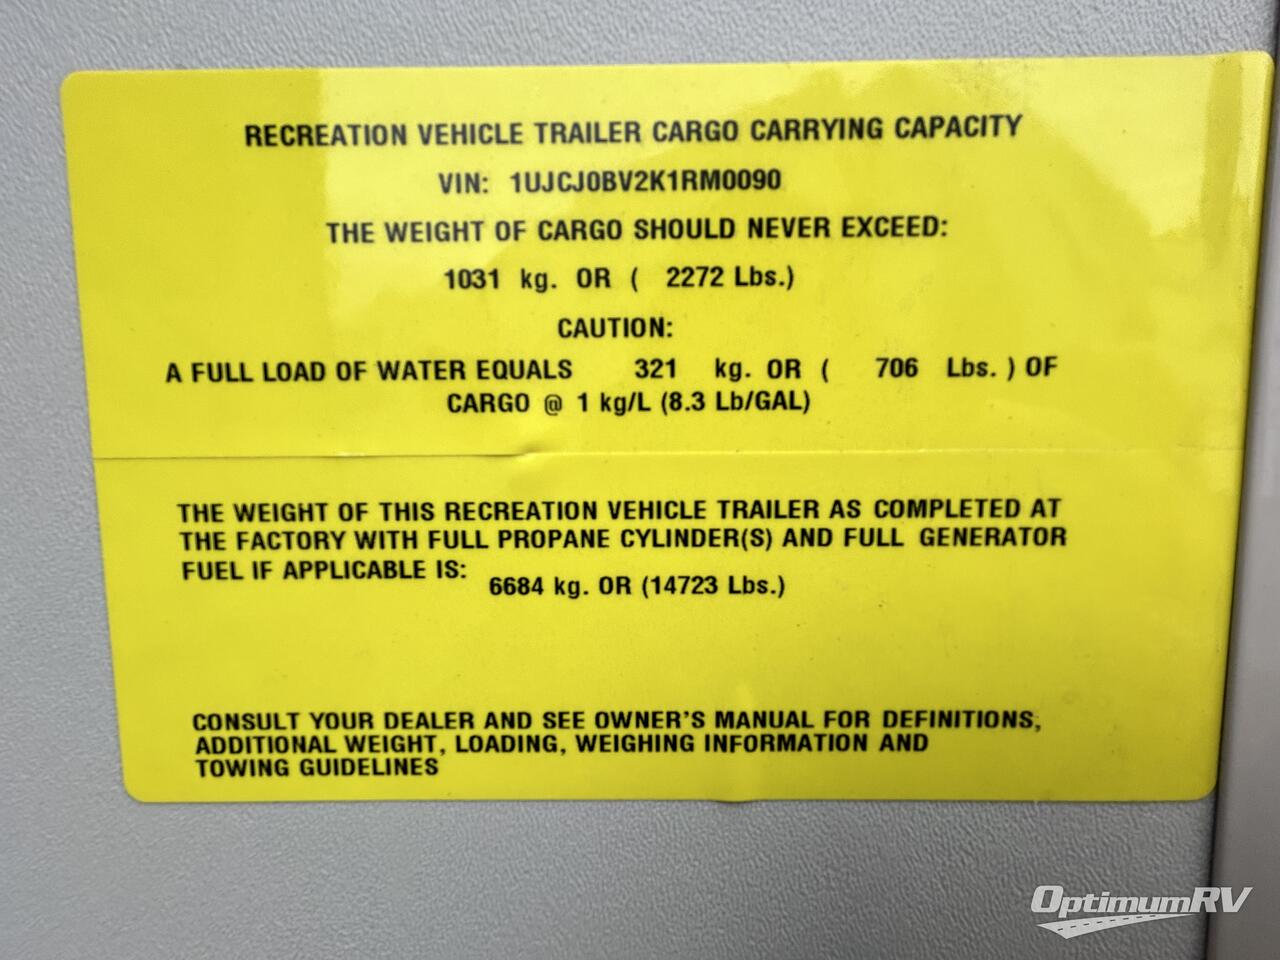 RECREATION VEHICLE TRAILER CARGO CARRYING CAPACITY
VIN: 1UJCJ0BV2K1RM0090
THE WEIGHT OF CARGO SHOULD NEVER EXCEED:
1031 kg. OR ( 2272 Lbs.)
CAUTION:
A FULL LOAD OF WATER EQUALS 321 kg. OR ( 706 Lbs. ) OF
CARGO @ 1 kg/L (8.3 Lb/GAL)
THE WEIGHT OF THIS RECREATION VEHICLE TRAILER AS COMPLETED AT
THE FACTORY WITH FULL PROPANE CYLINDER(S) AND FULL GENERATOR
FUEL IF APPLICABLE IS:
6684 kg. OR (14723 Lbs.)
CONSULT YOUR DEALER AND SEE OWNER'S MANUAL FOR DEFINITIONS,
ADDITIONAL WEIGHT, LOADING, WEIGHING INFORMATION AND
TOWING GUIDELINES
OptimumRV